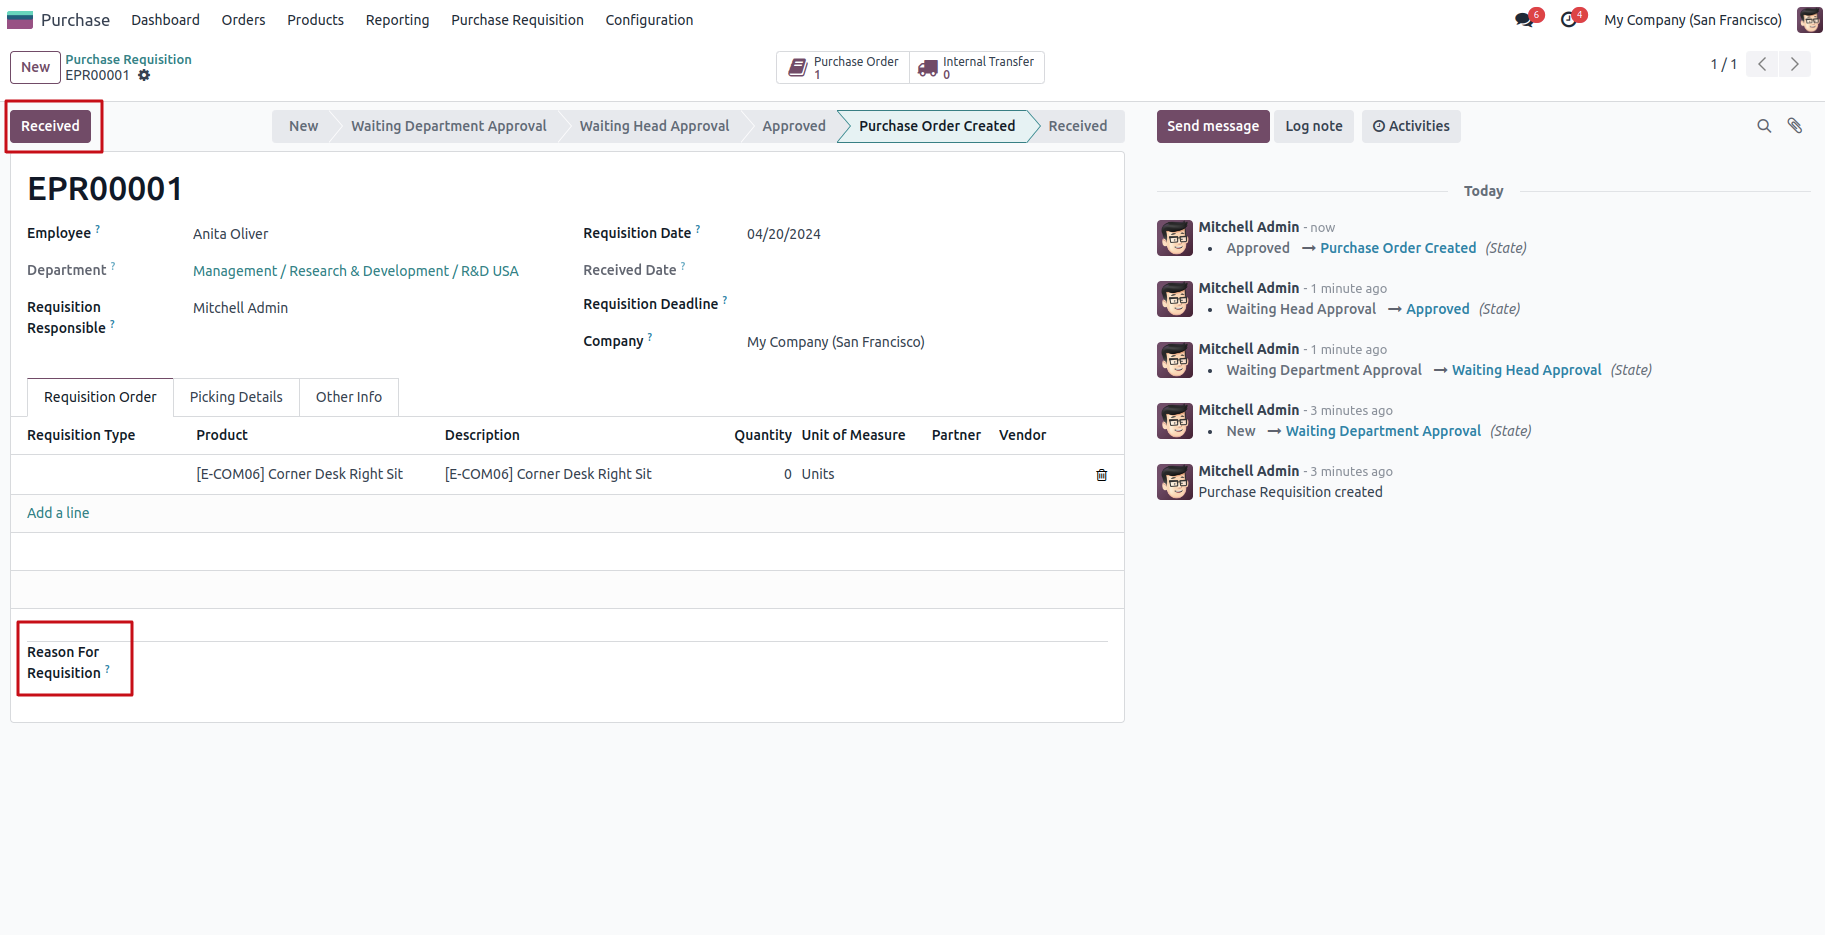 Purchase Dashboard Orders Products Reporting Purchase Requisition Configuration 6 4 My Company (San Francisco)
New Purchase Requisition
EPR00001
Purchase Order
1
Internal Transfer
0
1 / 1
Received New Waiting Department Approval Waiting Head Approval Approved Purchase Order Created Received
Send message Log note Activities
EPR00001
Employee ? Anita Oliver
Department ? Management / Research & Development / R&D USA
Requisition
Responsible ? Mitchell Admin
Requisition Date ? 04/20/2024
Received Date ?
Requisition Deadline ?
Company ? My Company (San Francisco)
Requisition Order Picking Details Other Info
Requisition Type Product Description Quantity Unit of Measure Partner Vendor
[E-COM06] Corner Desk Right Sit [E-COM06] Corner Desk Right Sit 0 Units
Add a line
Reason For
Requisition ?
Today
Mitchell Admin - now
• Approved → Purchase Order Created (State)
Mitchell Admin - 1 minute ago
• Waiting Head Approval → Approved (State)
Mitchell Admin - 1 minute ago
• Waiting Department Approval → Waiting Head Approval (State)
Mitchell Admin - 3 minutes ago
• New → Waiting Department Approval (State)
Mitchell Admin - 3 minutes ago
Purchase Requisition created